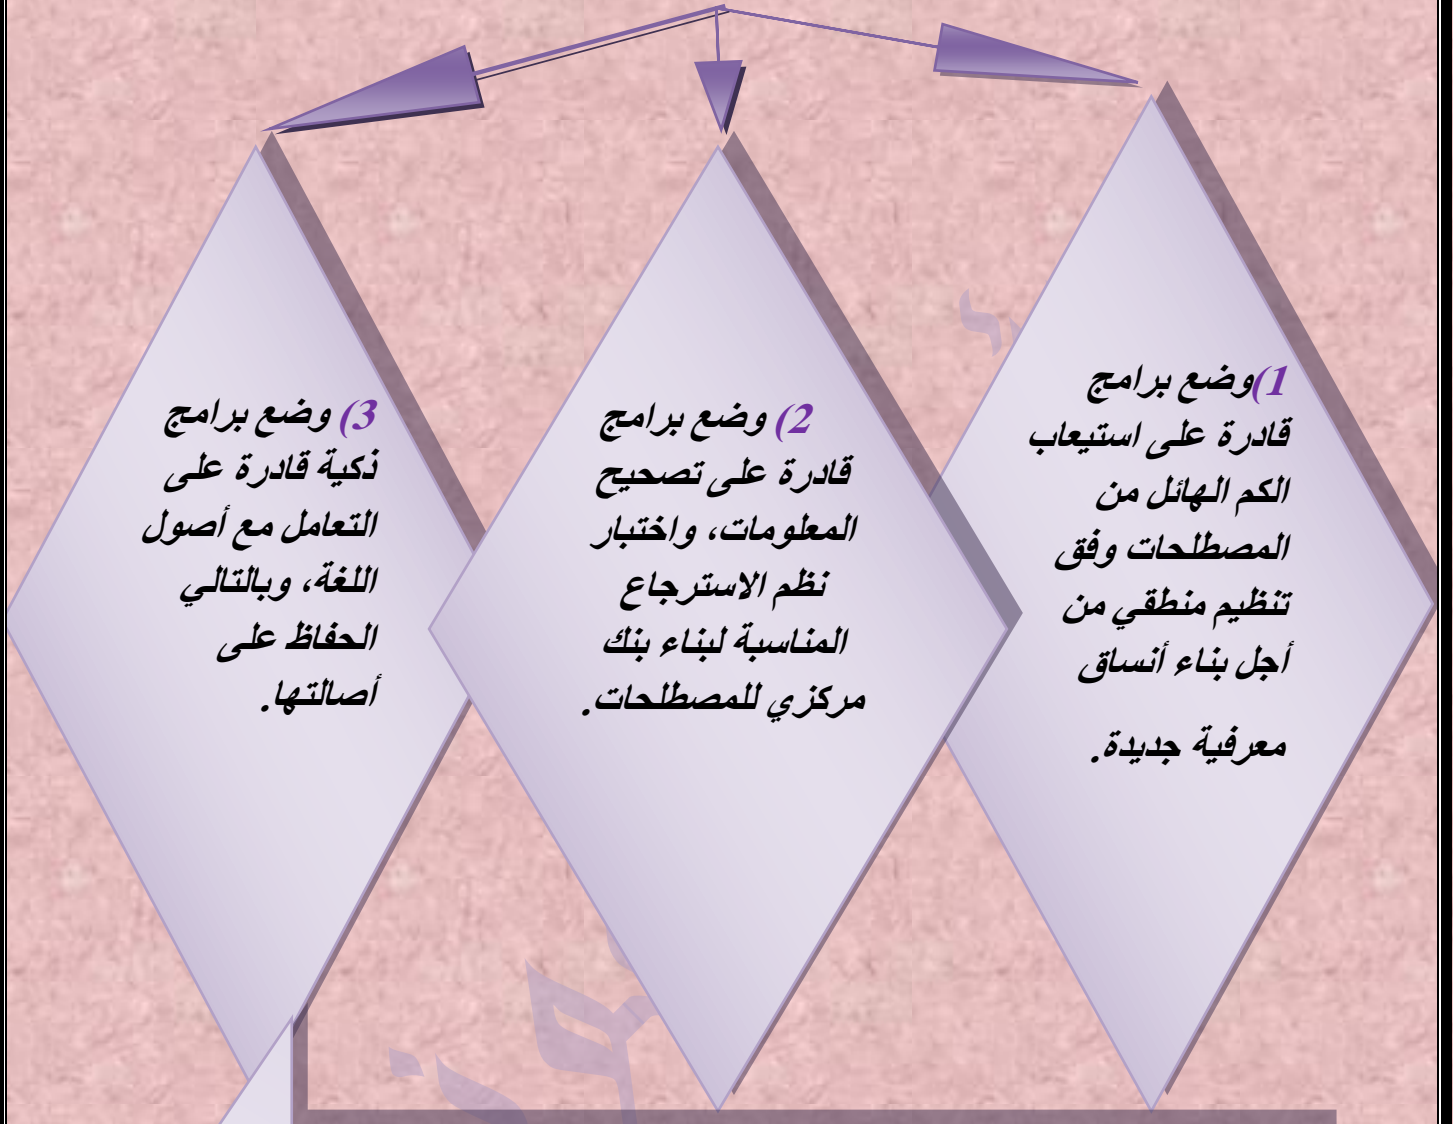 1)وضع برامج
قادرة على استيعاب
الكم الهائل من
المصطلحات وفق
تنظيم منطقي من
أجل بناء أنساق
معرفية جديدة.
2) وضع برامج
قادرة على تصحيح
المعلومات، واختبار
نظم الاسترجاع
المناسبة لبناء بنك
مركزي للمصطلحات.
3) وضع برامج
ذكية قادرة على
التعامل مع أصول
اللغة، وبالتالي
الحفاظ على
أصالتها.